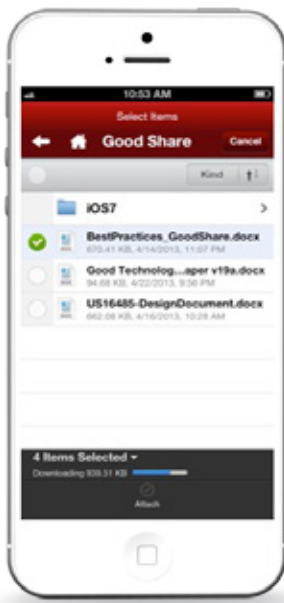 10:53 AM
Select Items
Good Share
Cancel
Kind
iOS7
BestPractices_GoodShare.docx
670.41 KB, 4/14/2013, 11:07 PM
Good Technolog...aper v19a.docx
94.68 KB, 4/22/2013, 9:56 PM
US16485-DesignDocument.docx
662.08 KB, 4/16/2013, 10:28 AM
4 Items Selected
Downloading 939.31 KB
Attach